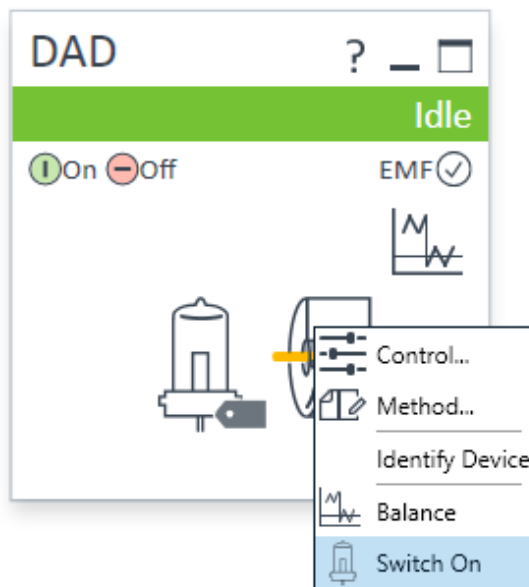 DAD ?
Idle
On Off EMF
Control...
Method...
Identify Device
Balance
Switch On